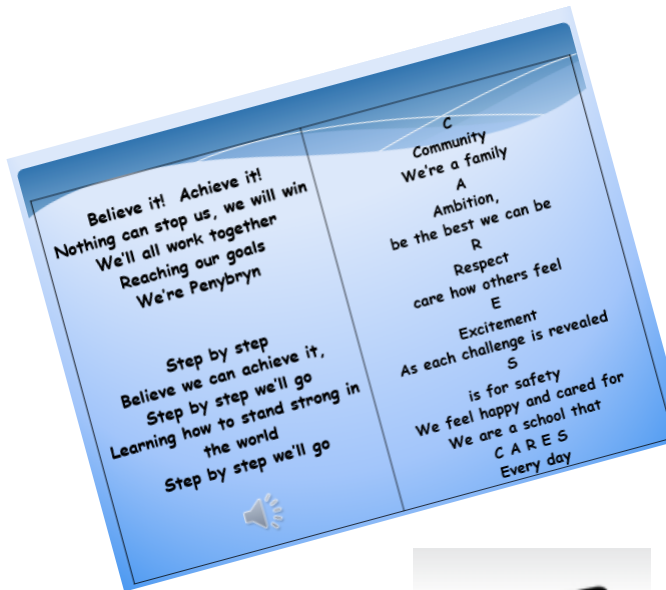 Believe it! Achieve it!
Nothing can stop us, we will win
We'll all work together
Reaching our goals
We're Penybryn
Step by step
Believe we can achieve it,
Step by step we'll go
Learning how to stand strong in
the world
Step by step we'll go
C
Community
We're a family
A
Ambition,
be the best we can be
R
Respect
care how others feel
E
Excitement
As each challenge is revealed
S
is for safety
We feel happy and cared for
We are a school that
C A R E S
Every day